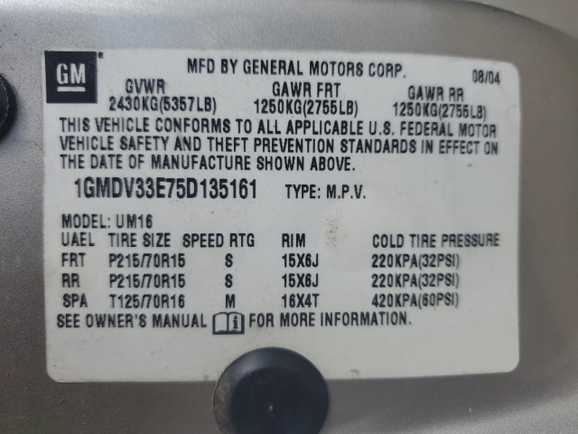 GM
MFD BY GENERAL MOTORS CORP. 08/04
GVWR GAWR FRT GAWR RR
2430KG(5357LB) 1250KG(2755LB) 1250KG(2755LB)
THIS VEHICLE CONFORMS TO ALL APPLICABLE U.S. FEDERAL MOTOR
VEHICLE SAFETY AND THEFT PREVENTION STANDARDS IN EFFECT ON
THE DATE OF MANUFACTURE SHOWN ABOVE.
1GMDV33E75D135161 TYPE: M.P.V.
MODEL: UM16
UAEL TIRE SIZE SPEED RTG RIM COLD TIRE PRESSURE
FRT P215/70R15 S 15X6J 220KPA(32PSI)
RR P215/70R15 S 15X6J 220KPA(32PSI)
SPA T125/70R16 M 16X4T 420KPA(60PSI)
SEE OWNER'S MANUAL FOR MORE INFORMATION.